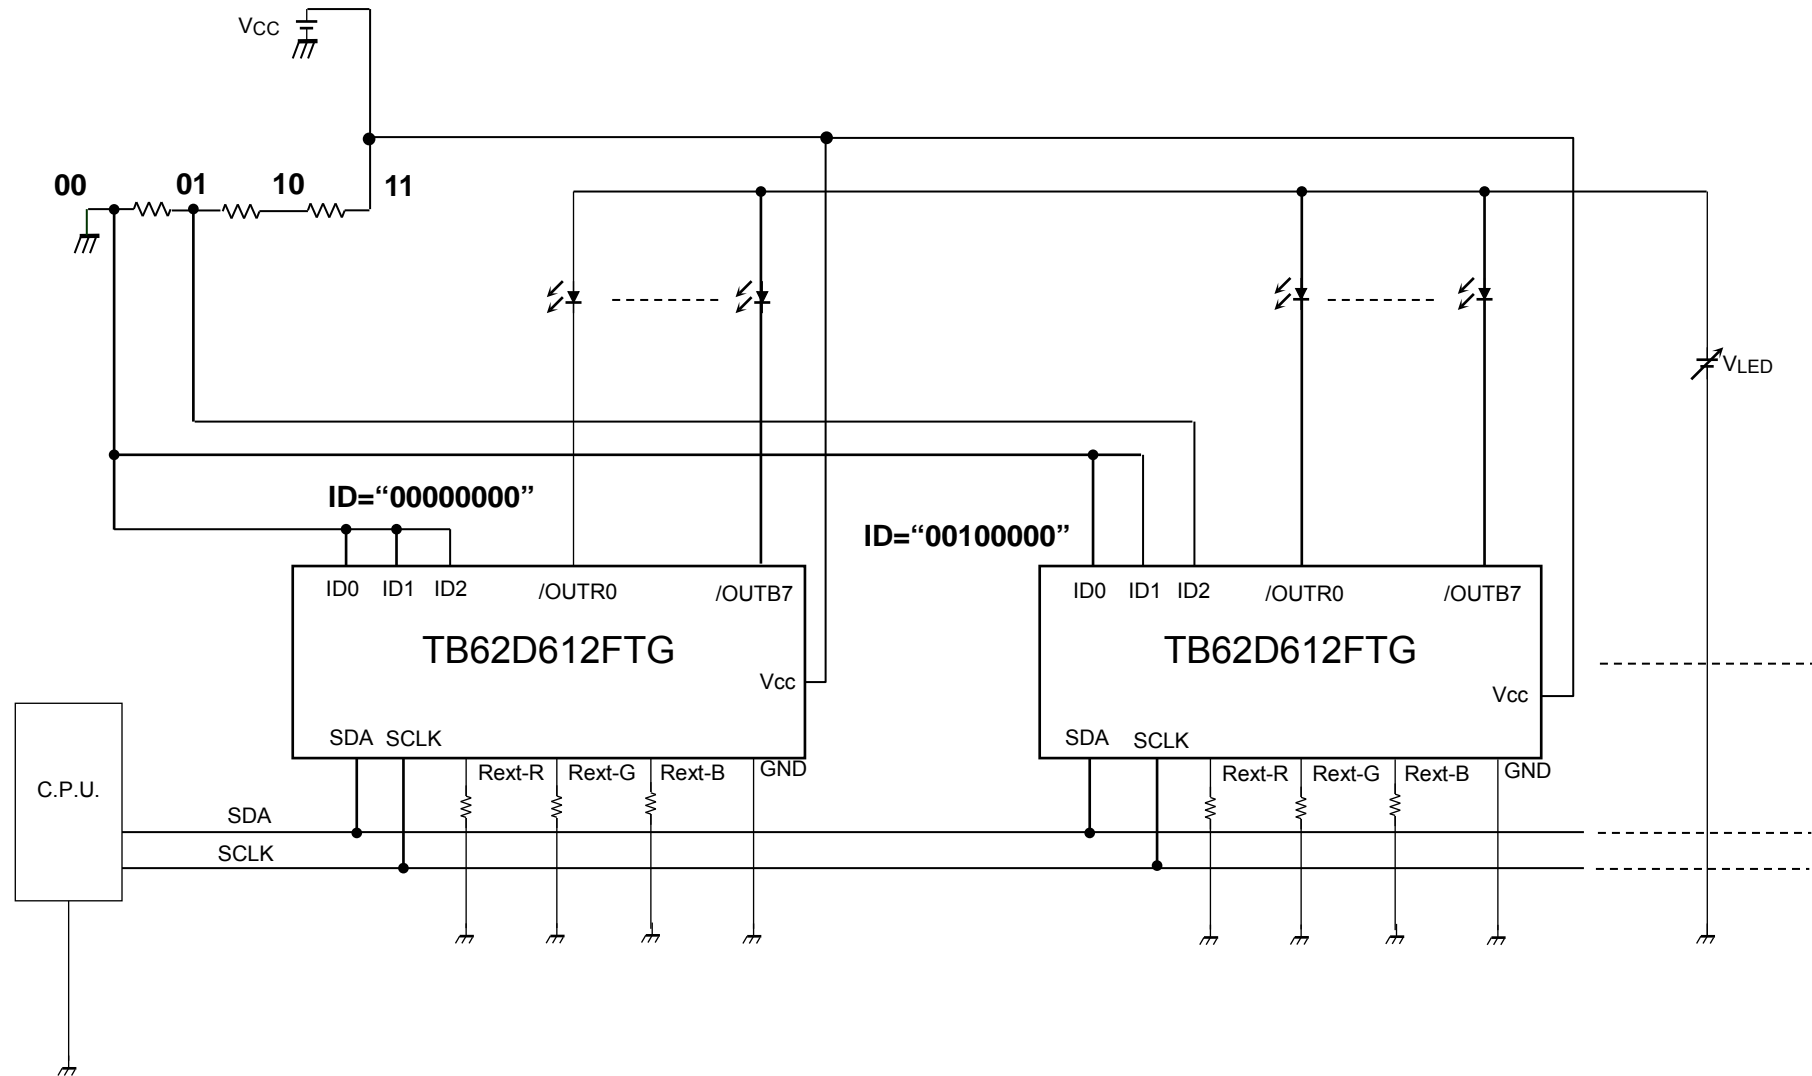 VCC
00
01
10
11
VLED
ID=“00000000”
ID=“00100000”
ID0
ID1
ID2
/OUTR0
/OUTB7
TB62D612FTG
Vcc
SDA
SCLK
Rext-R
Rext-G
Rext-B
GND
ID0
ID1
ID2
/OUTR0
/OUTB7
TB62D612FTG
Vcc
SDA
SCLK
Rext-R
Rext-G
Rext-B
GND
C.P.U.
SDA
SCLK